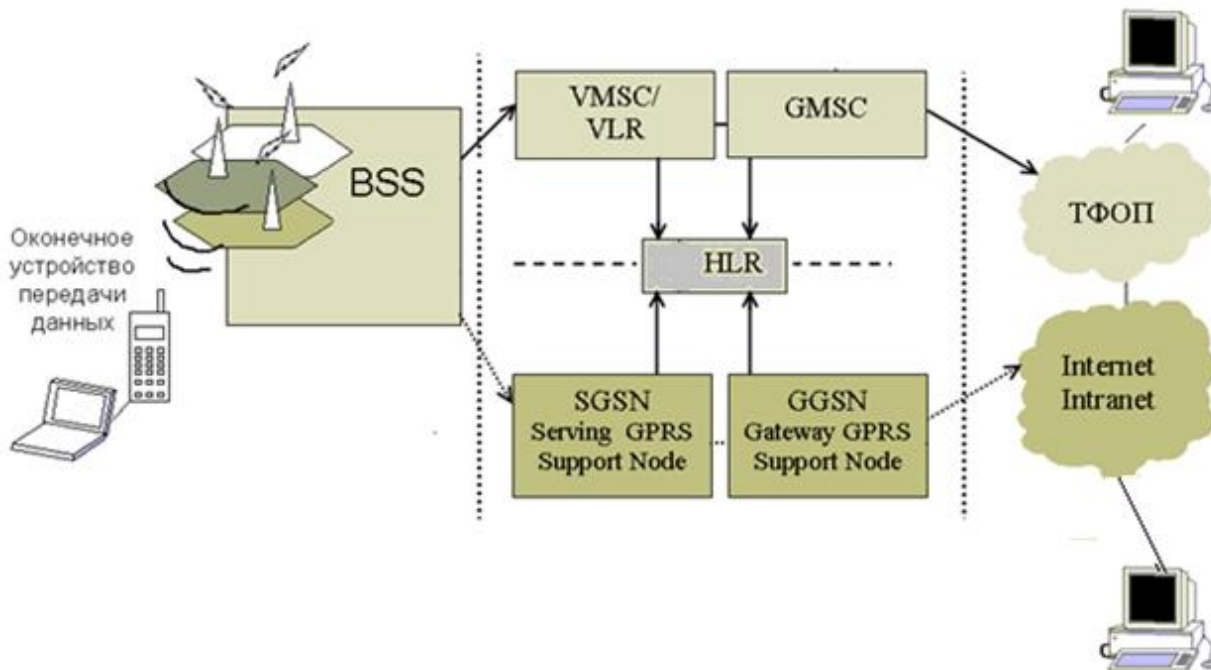 VMSC/
VLR
GMSC
BSS
ТФОП
Оконечное
устройство
передачи
данных
HLR
Internet
Intranet
SGSN
Serving GPRS
Support Node
GGSN
Gateway GPRS
Support Node